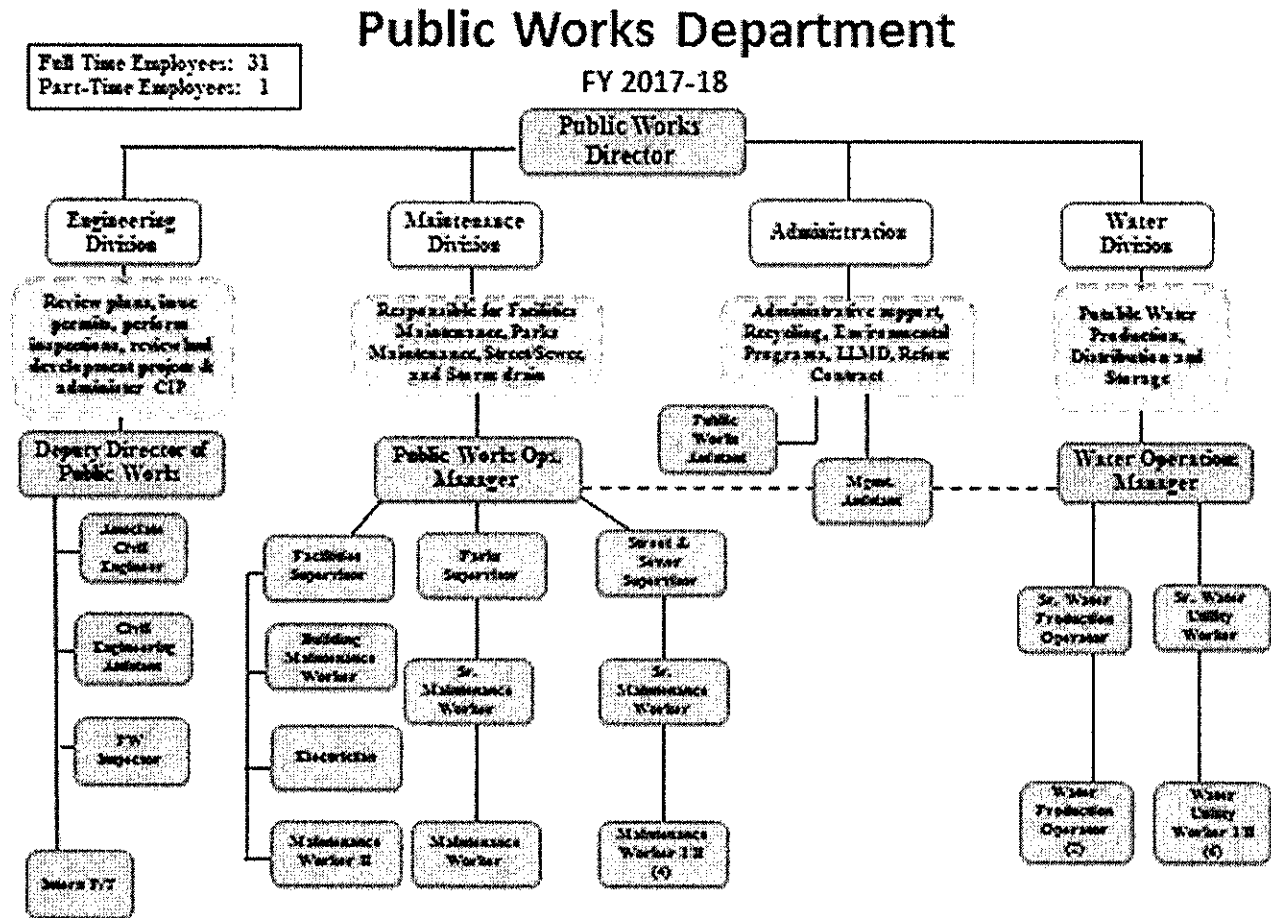 Public Works Department
FY 2017-18
Full Time Employees: 31
Part-Time Employees: 1
Public Works
Director
Engineering
Division
Maintenance
Division
Administration
Water
Division
Review plans, issue
permits, perform
inspections, review land
development projects &
administer CIP
Responsible for Facilities
Maintenance, Parks
Maintenance, Street/Sewer,
and Storm drain
Administrative support,
Recycling, Environmental
Programs, LLMD, Refuse
Contract
Potable Water
Production,
Distribution and
Storage
Deputy Director of
Public Works
Public Works Ops.
Manager
Public
Works
Assistant
Mgmt.
Assistant
Water Operations
Manager
Associate
Civil
Engineer
Civil
Engineering
Assistant
PW
Inspector
Intern P/T
Facilities
Supervisor
Building
Maintenance
Worker
Electrician
Maintenance
Worker II
Parks
Supervisor
Sr.
Maintenance
Worker
Maintenance
Worker
Street &
Sewer
Supervisor
Sr.
Maintenance
Worker
Maintenance
Worker I/II
(4)
Sr. Water
Production
Operator
Water
Production
Operator
(2)
Sr. Water
Utility
Worker
Water
Utility
Worker I/II
(4)